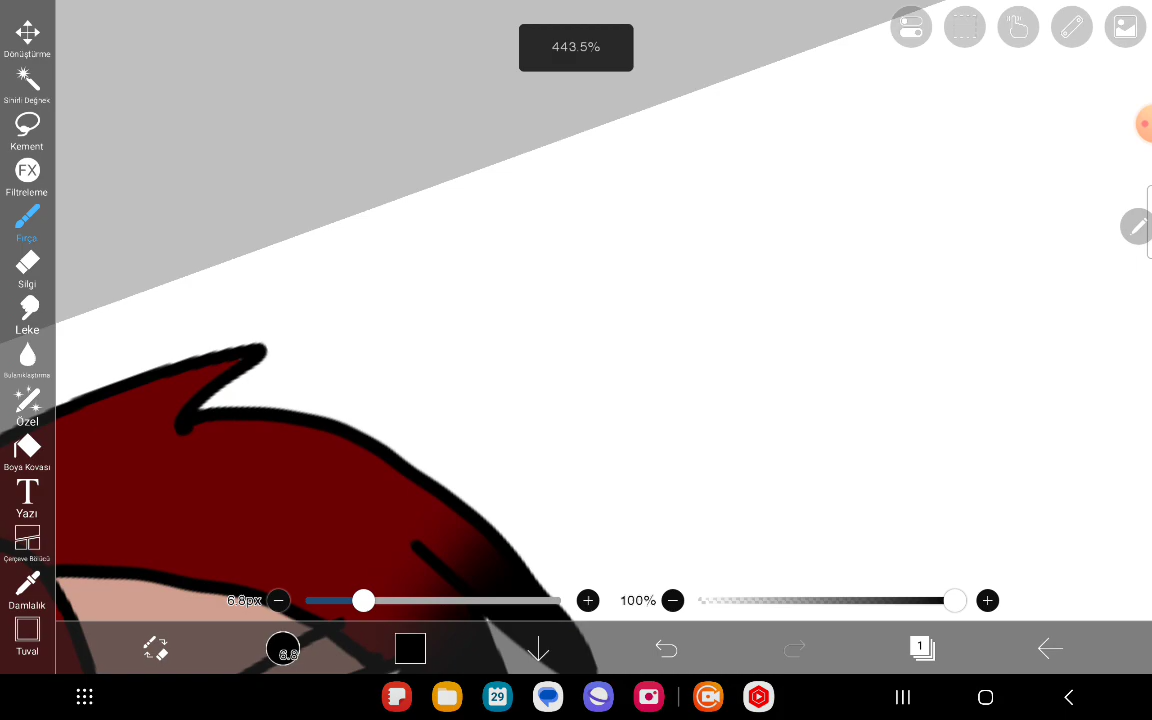 443.5%
Dönüştürme
Sihirli Değnek
Kement
FX
Filtreleme
Fırça
Silgi
Leke
Bulanıklaştırma
Özel
Boya Kovası
T
Yazı
Çerçeve Bölücü
Damlalık
Tuval
6.8px
100%
6.8
1
29